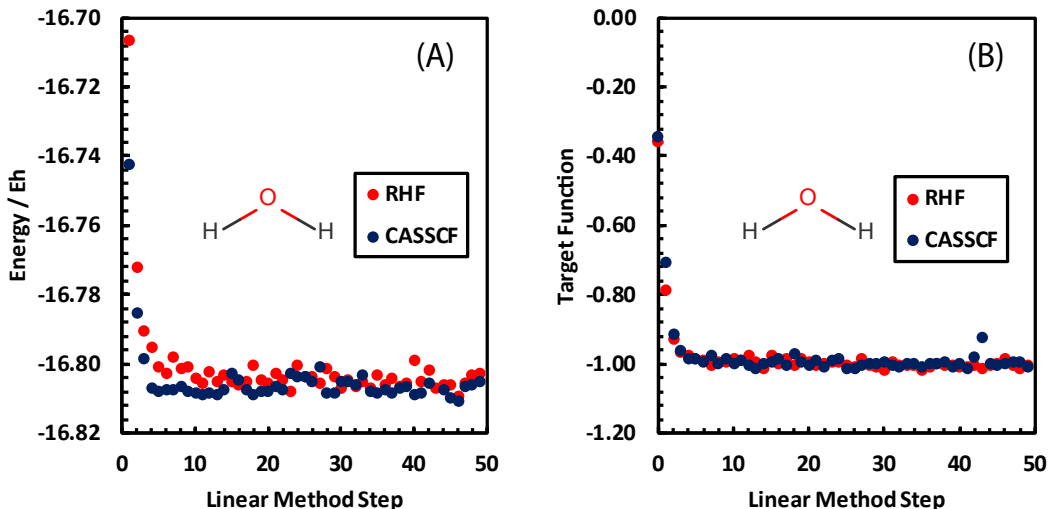 (A)
Energy / Eh
-16.70
-16.72
-16.74
-16.76
-16.78
-16.80
-16.82
0
10
20
30
40
50
Linear Method Step
O
H
H
RHF
CASSCF
(B)
Target Function
0.00
-0.20
-0.40
-0.60
-0.80
-1.00
-1.20
0
10
20
30
40
50
Linear Method Step
O
H
H
RHF
CASSCF